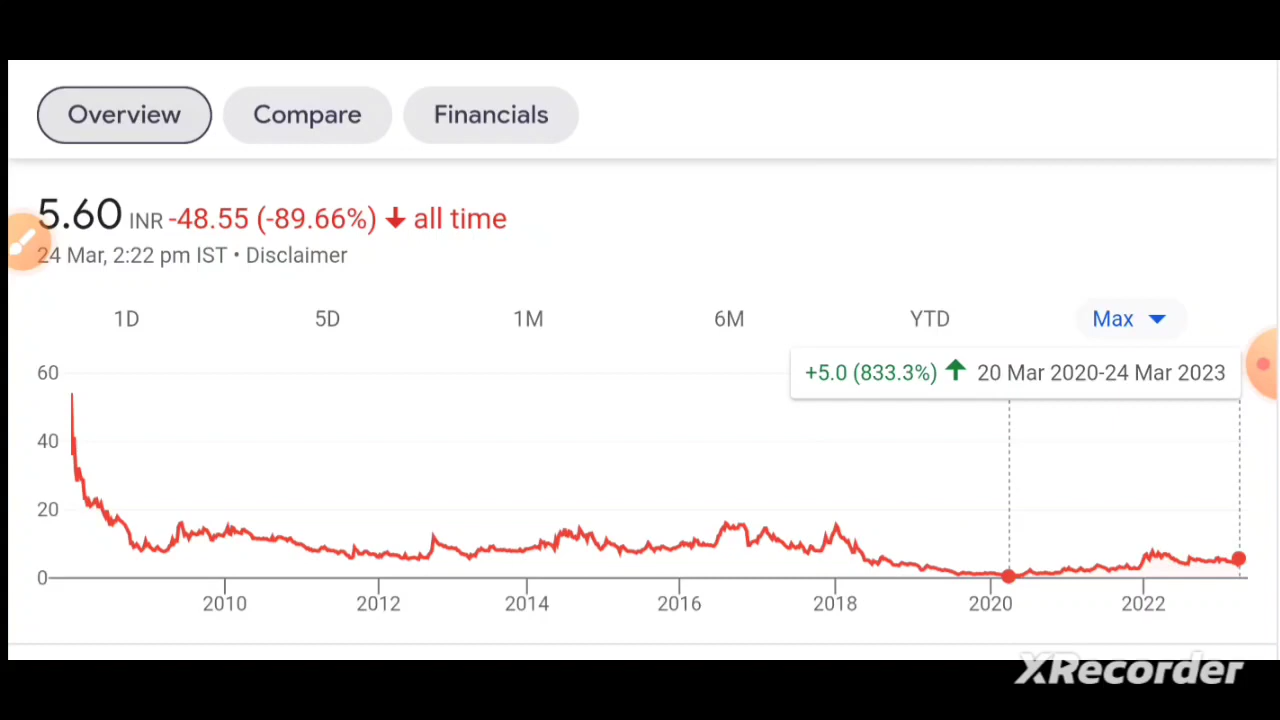 Overview Compare Financials
5.60 INR -48.55 (-89.66%) ↓ all time
24 Mar, 2:22 pm IST • Disclaimer
1D 5D 1M 6M YTD Max
+5.0 (833.3%) ↑ 20 Mar 2020-24 Mar 2023
60
40
20
0
2010 2012 2014 2016 2018 2020 2022
XRecorder